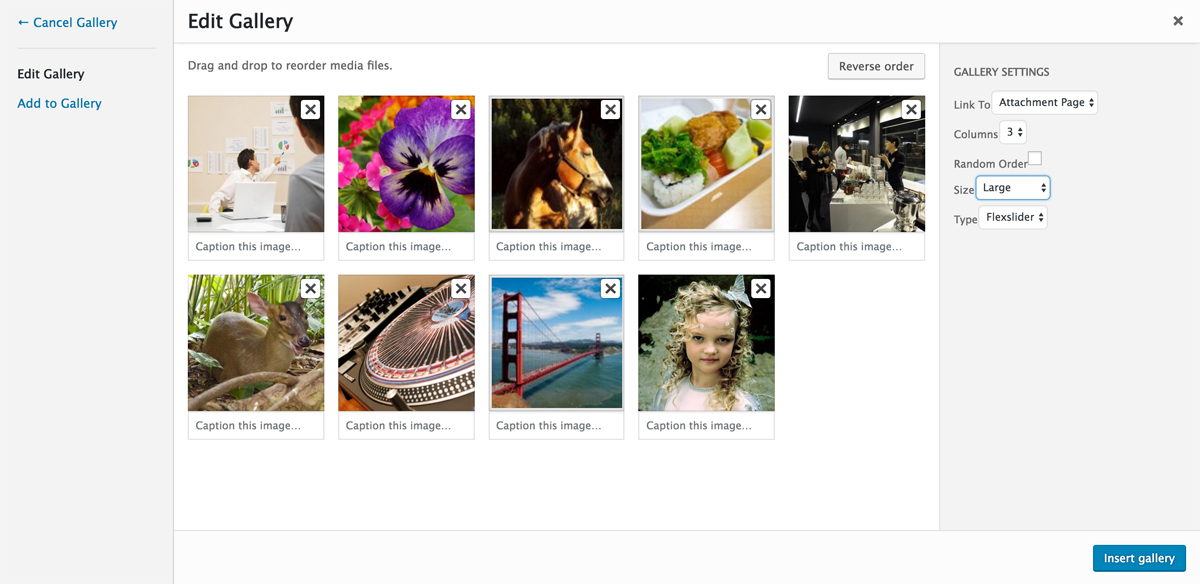 ← Cancel Gallery
Edit Gallery
Add to Gallery
Edit Gallery
Drag and drop to reorder media files.
Reverse order
Caption this image...
Caption this image...
Caption this image...
Caption this image...
Caption this image...
Caption this image...
Caption this image...
Caption this image...
Caption this image...
GALLERY SETTINGS
Link To Attachment Page
Columns 3
Random Order
Size Large
Type Flexslider
Insert gallery